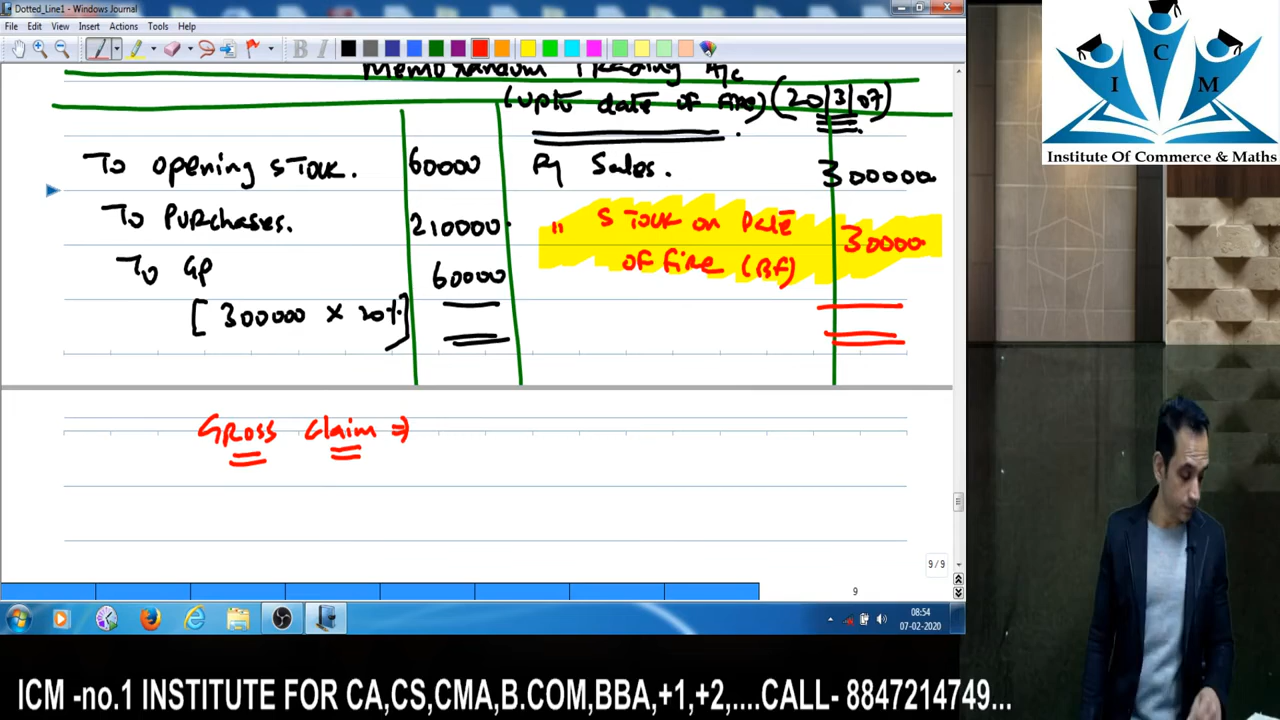 Dotted_Line1 - Windows Journal
File Edit View Insert Actions Tools Help
Memorandum Trading A/c
(upto date of fire) (20/3/07)
To opening stock. 60000 By Sales. 300000
To Purchases. 210000 " Stock on Date of fire (BF) 30000
To GP 60000
[300000 × 20%]
Gross Claim ⇒
9 / 9
9
08:54
07-02-2020
I C M
Institute Of Commerce & Maths
ICM -no.1 INSTITUTE FOR CA,CS,CMA,B.COM,BBA,+1,+2,....CALL- 8847214749...